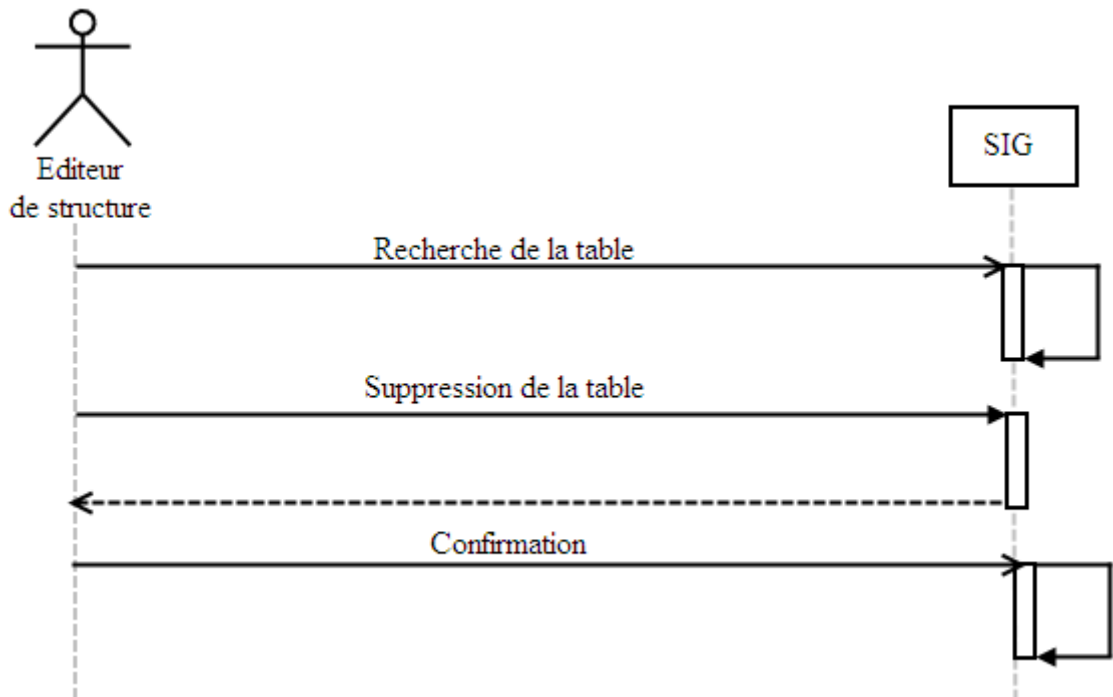 Editeur
de structure
SIG
Recherche de la table
Suppression de la table
Confirmation